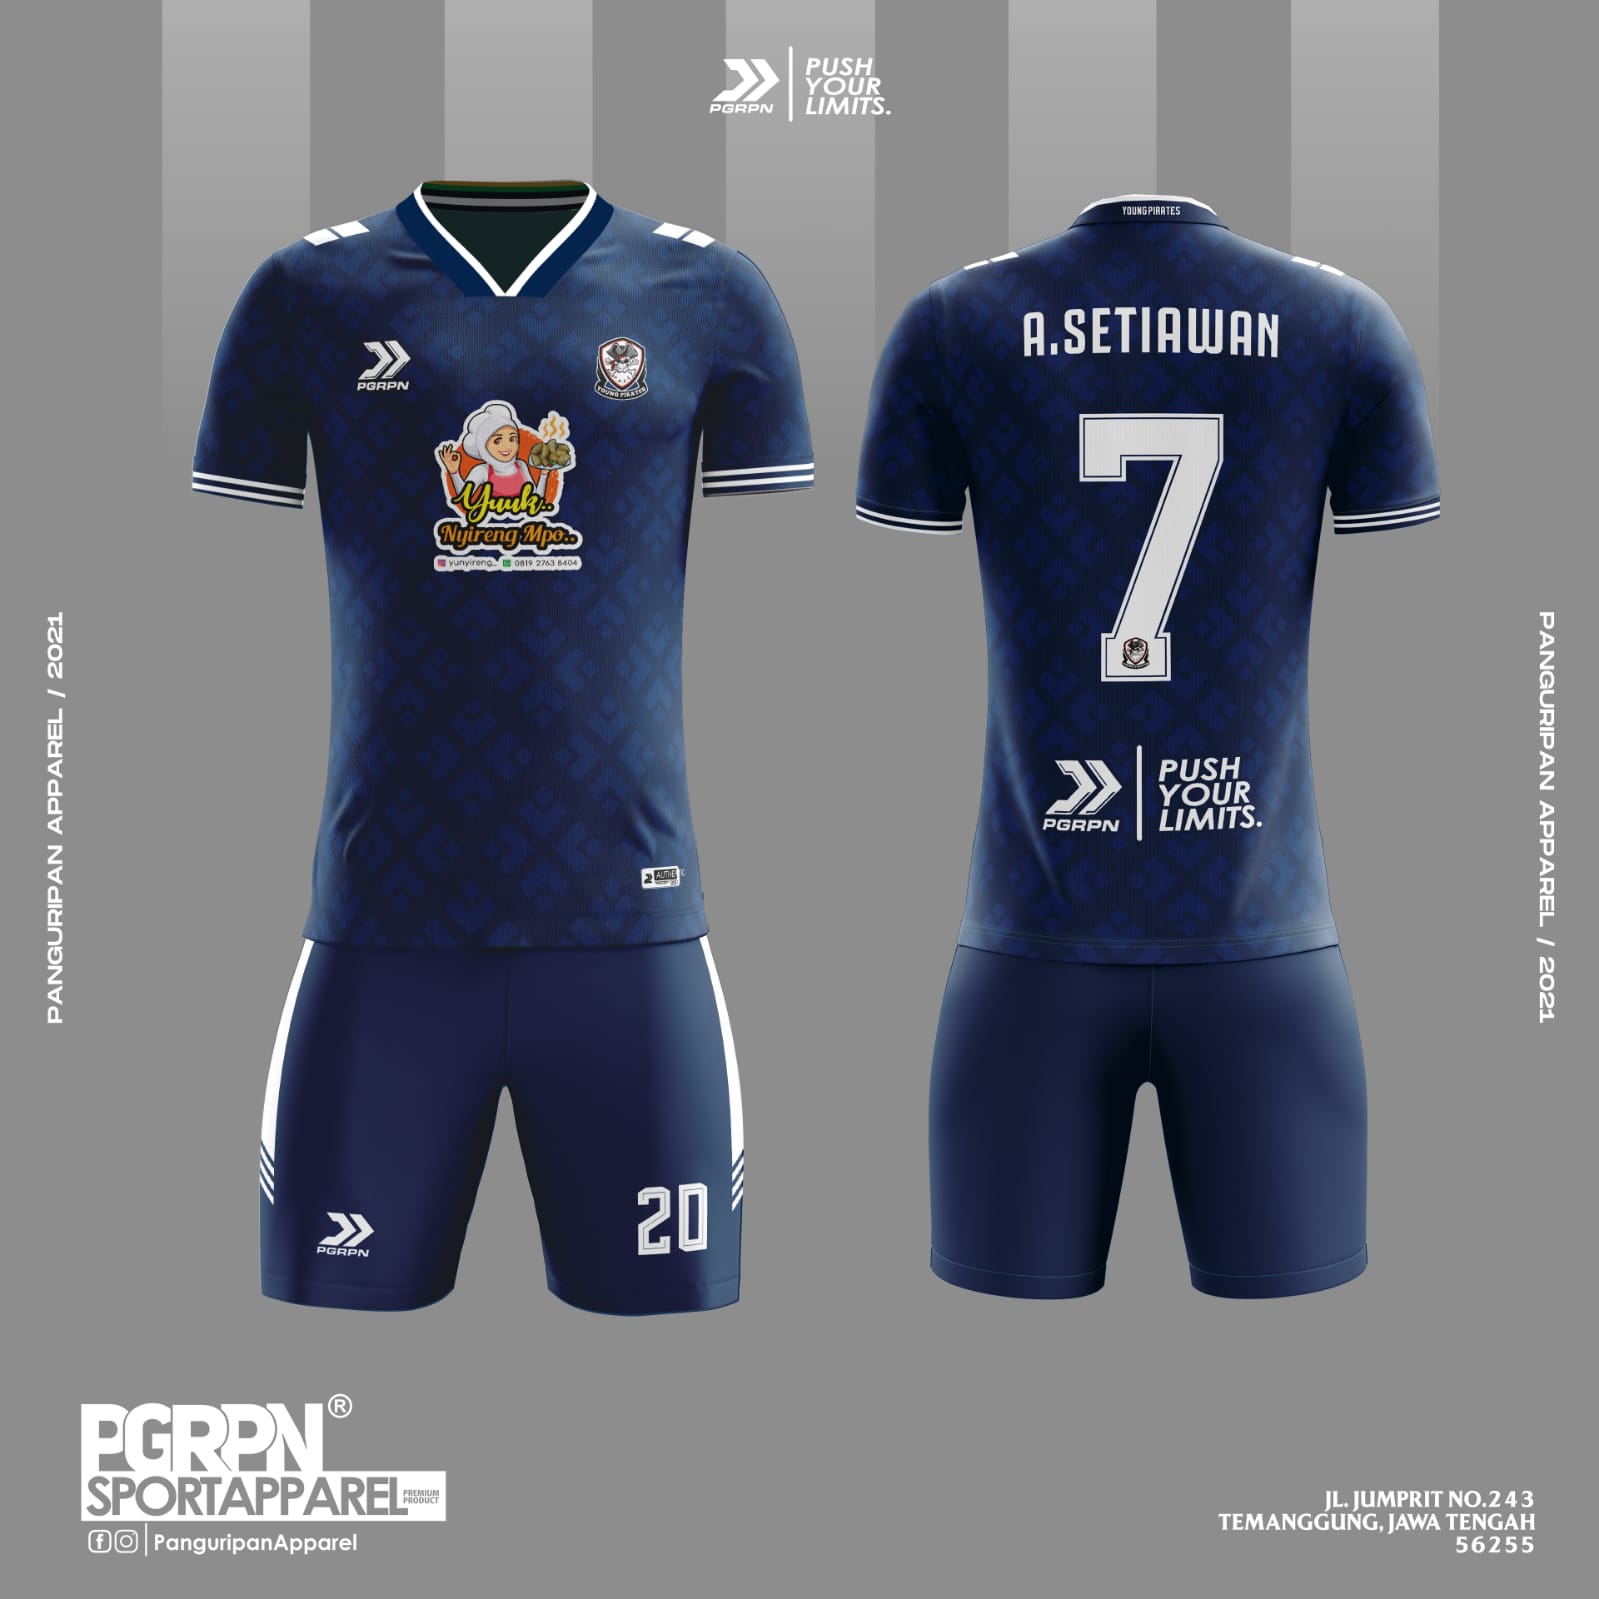 PGRPN
PUSH
YOUR
LIMITS.
PGRPN
YOUNG PIRATES
Yuuk..
Nyireng Mpo..
yunyireng_ 0819 2763 8404
AUTHE
PGRPN
20
YOUNGPIRATES
A.SETIAWAN
7
PGRPN
PUSH
YOUR
LIMITS.
PANGURIPAN APPAREL / 2021
PANGURIPAN APPAREL / 2021
PGRPN®
SPORTAPPAREL PREMIUM
PRODUCT
PanguripanApparel
JL. JUMPRIT NO.243
TEMANGGUNG, JAWA TENGAH
56255